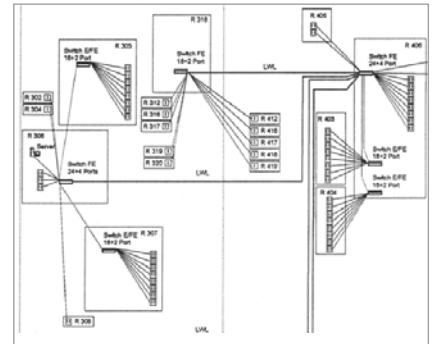 R 305
Switch E/FE
16+2 Port
R 302
R 304
R 306
Server
Switch FE
24+4 Ports
Switch E/FE
16+2 Port
R 307
R 308
R 318
Switch FE
16+2 Port
R 312
R 316
R 317
R 319
R 320
R 412
R 416
R 417
R 418
R 419
LWL
LWL
LWL
R 405
R 406
Switch FE
24+4 Port
R 403
Switch E/FE
16+2 Port
Switch E/FE
16+2 Port
R 404